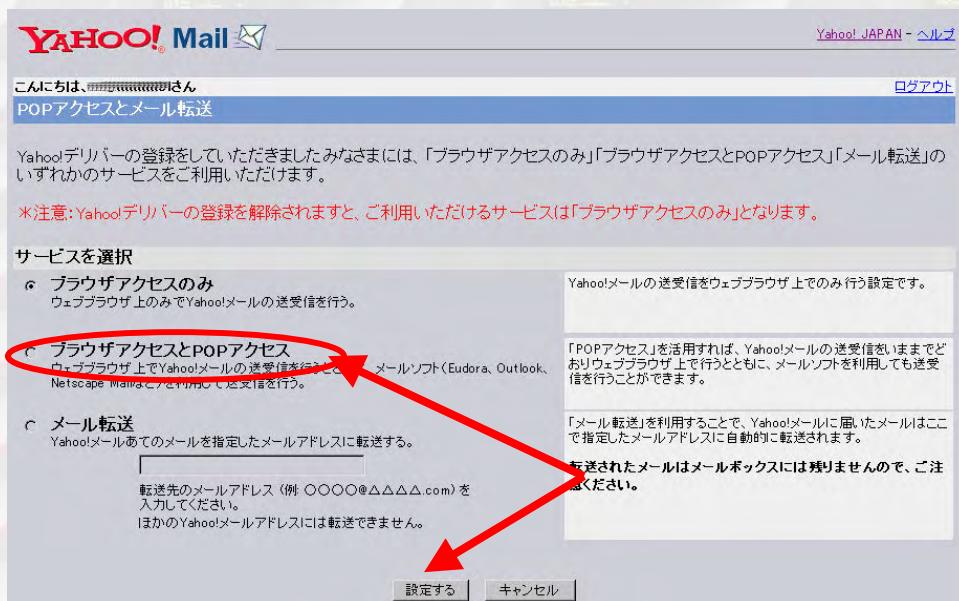 YAHOO! Mail
Yahoo! JAPAN - ヘルプ
こんにちは、さん
ログアウト
POPアクセスとメール転送
Yahoo!デリバーの登録をしていただきましたみなさまには、「ブラウザアクセスのみ」「ブラウザアクセスとPOPアクセス」「メール転送」の
いずれかのサービスをご利用いただけます。
※注意：Yahoo!デリバーの登録を解除されますと、ご利用いただけるサービスは「ブラウザアクセスのみ」となります。
サービスを選択
ブラウザアクセスのみ
ウェブブラウザ上のみでYahoo!メールの送受信を行う。
Yahoo!メールの送受信をウェブブラウザ上でのみ行う設定です。
ブラウザアクセスとPOPアクセス
ウェブブラウザ上でYahoo!メールの送受信を行うと メールソフト(Eudora、Outlook、
Netscape Mailなど)を利用して送受信を行う。
「POPアクセス」を活用すれば、Yahoo!メールの送受信をいままでど
おりウェブブラウザ上で行うとともに、メールソフトを利用しても送受
信を行うことができます。
メール転送
Yahoo!メールあてのメールを指定したメールアドレスに転送する。
転送先のメールアドレス (例 〇〇〇〇@△△△△.com) を
入力してください。
ほかのYahoo!メールアドレスには転送できません。
「メール転送」を利用することで、Yahoo!メールに届いたメールはここ
で指定したメールアドレスに自動的に転送されます。
転送されたメールはメールボックスには残りませんので、ご注
意ください。
設定する
キャンセル